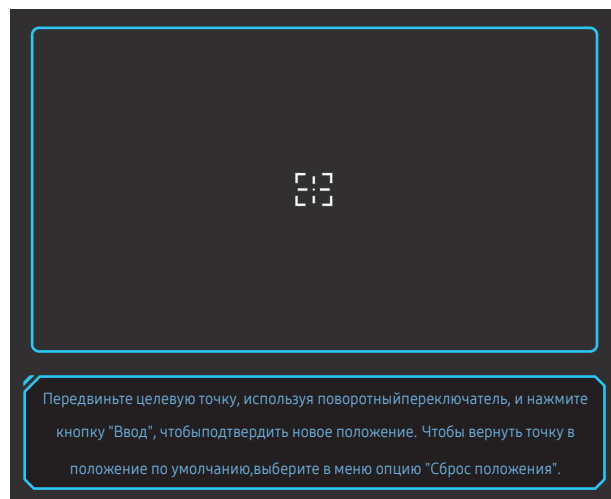 Передвиньте целевую точку, используя поворотныйпереключатель, и нажмите
кнопку "Ввод", чтобыподтвердить новое положение. Чтобы вернуть точку в
положение по умолчанию,выберите в меню опцию "Сброс положения".